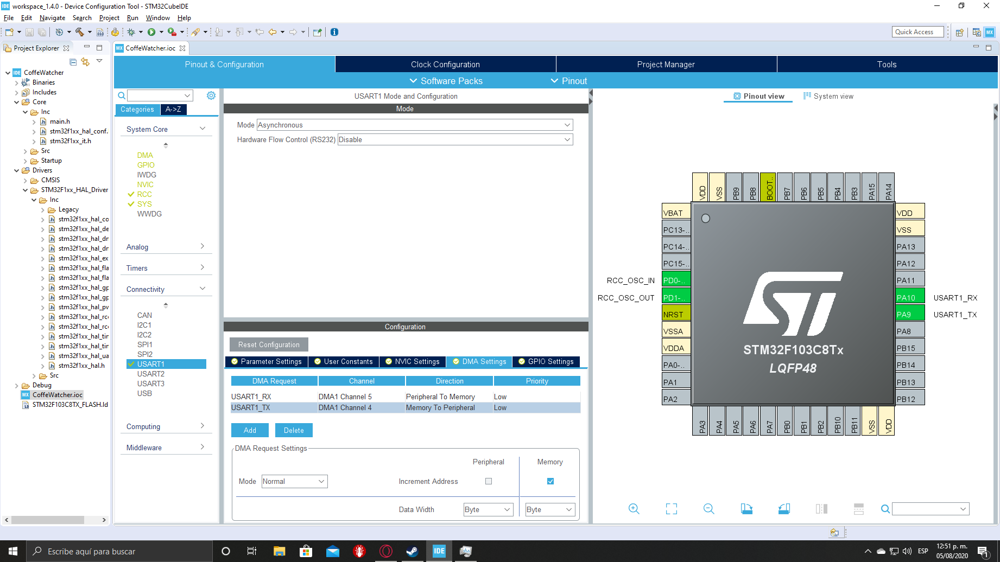 workspace_1.4.0 - Device Configuration Tool - STM32CubeIDE
File Edit Navigate Search Project Run Window Help
Quick Access
Project Explorer
CoffeWatcher
Binaries
Includes
Core
Inc
main.h
stm32f1xx_hal_conf.
stm32f1xx_it.h
Src
Startup
Drivers
CMSIS
STM32F1xx_HAL_Driver
Inc
Legacy
stm32f1xx_hal_co
stm32f1xx_hal_de
stm32f1xx_hal_dm
stm32f1xx_hal_dm
stm32f1xx_hal_ex
stm32f1xx_hal_fla
stm32f1xx_hal_fla
stm32f1xx_hal_gp
stm32f1xx_hal_gp
stm32f1xx_hal_pw
stm32f1xx_hal_rcc
stm32f1xx_hal_rcc
stm32f1xx_hal_tin
stm32f1xx_hal_tin
stm32f1xx_hal_ua
stm32f1xx_hal.h
Src
Debug
CoffeWatcher.ioc
STM32F103C8TX_FLASH.ld
MX CoffeWatcher.ioc
Pinout & Configuration
Clock Configuration
Project Manager
Tools
Software Packs
Pinout
Categories
A->Z
System Core
DMA
GPIO
IWDG
NVIC
RCC
SYS
WWDG
Analog
Timers
Connectivity
CAN
I2C1
I2C2
SPI1
SPI2
USART1
USART2
USART3
USB
Computing
Middleware
USART1 Mode and Configuration
Mode
Mode Asynchronous
Hardware Flow Control (RS232) Disable
Configuration
Reset Configuration
Parameter Settings
User Constants
NVIC Settings
DMA Settings
GPIO Settings
DMA Request Channel Direction Priority
USART1_RX DMA1 Channel 5 Peripheral To Memory Low
USART1_TX DMA1 Channel 4 Memory To Peripheral Low
Add
Delete
DMA Request Settings
Peripheral Memory
Mode Normal
Increment Address
Data Width Byte Byte
Pinout view
System view
VDD VSS PB9 PB8 BOOT.. PB7 PB6 PB5 PB4 PB3 PA15 PA14
VBAT
PC13-..
PC14-..
PC15-..
RCC_OSC_IN PD0-..
RCC_OSC_OUT PD1-..
NRST
VSSA
VDDA
PA0-..
PA1
PA2
STM32F103C8Tx
LQFP48
VDD
VSS
PA13
PA12
PA11
PA10 USART1_RX
PA9 USART1_TX
PA8
PB15
PB14
PB13
PB12
PA3 PA4 PA5 PA6 PA7 PB0 PB1 PB2 PB10 PB11 VSS VDD
Escribe aquí para buscar
IDE
ESP
12:51 p. m.
05/08/2020
1